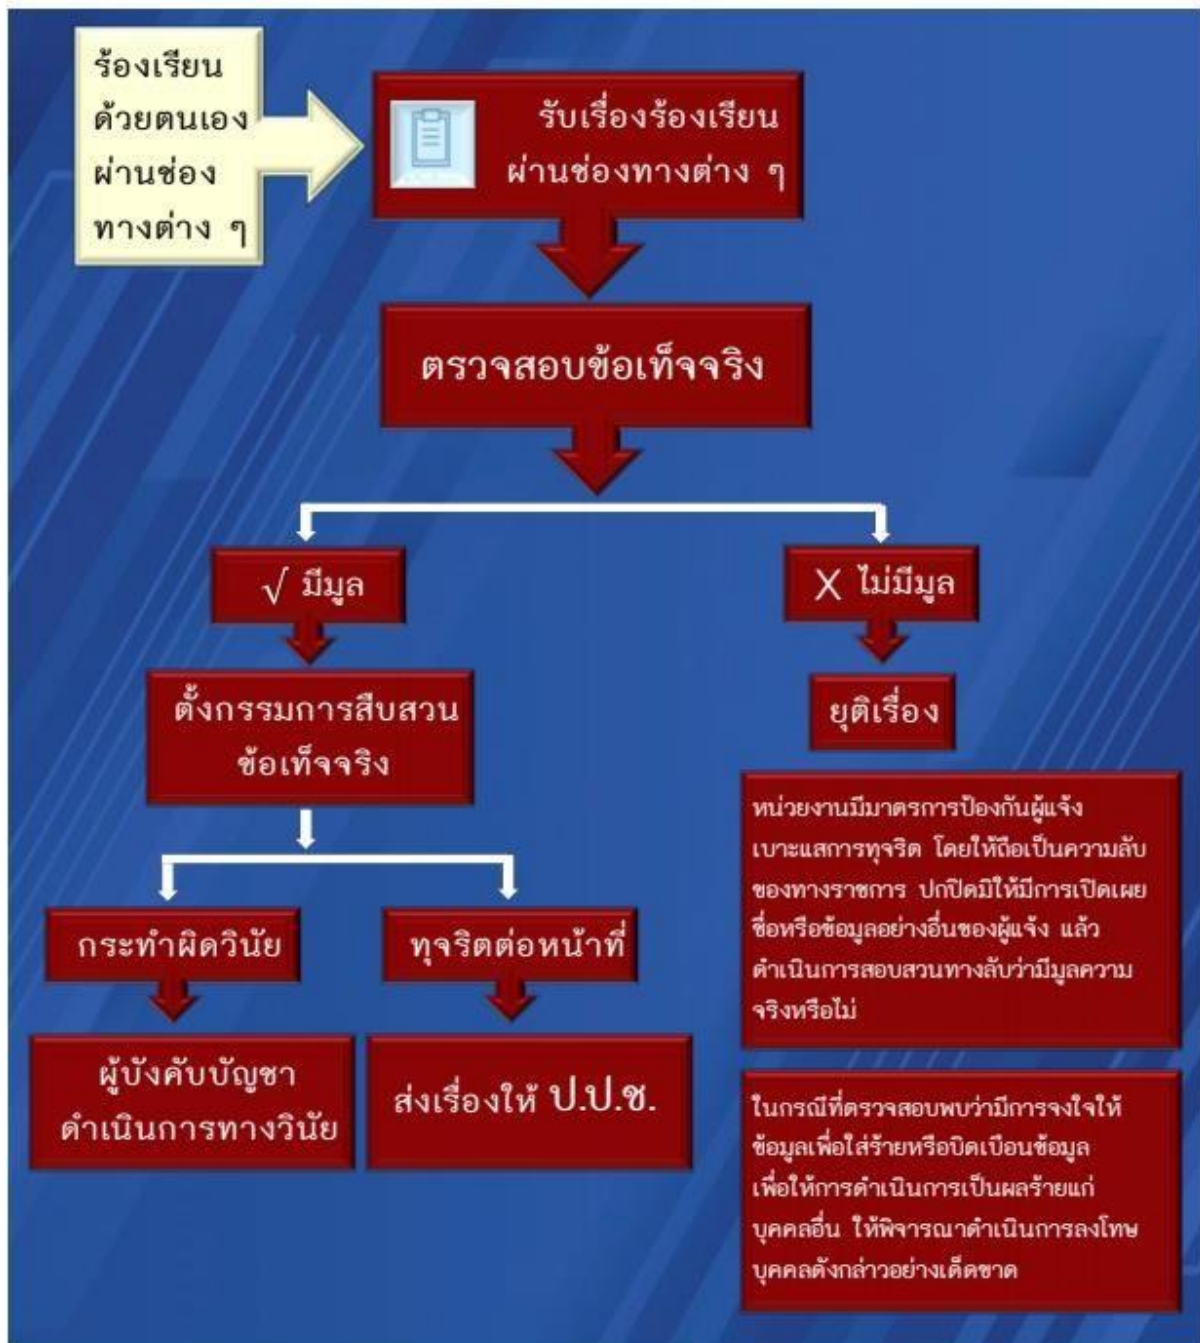 ร้องเรียน
ด้วยตนเอง
ผ่านช่อง
ทางต่าง ๆ
รับเรื่องร้องเรียน
ผ่านช่องทางต่าง ๆ
ตรวจสอบข้อเท็จจริง
√ มีมูล
X ไม่มีมูล
ตั้งกรรมการสืบสวน
ข้อเท็จจริง
ยุติเรื่อง
กระทำผิดวินัย
ทุจริตต่อหน้าที่
ผู้บังคับบัญชา
ดำเนินการทางวินัย
ส่งเรื่องให้ ป.ป.ช.
หน่วยงานมีมาตรการป้องกันผู้แจ้ง
เบาะแสการทุจริต โดยให้ถือเป็นความลับ
ของทางราชการ ปกปิดมิให้มีการเปิดเผย
ชื่อหรือข้อมูลอย่างอื่นของผู้แจ้ง แล้ว
ดำเนินการสอบสวนทางลับว่ามีมูลความ
จริงหรือไม่
ในกรณีที่ตรวจสอบพบว่ามีการจงใจให้
ข้อมูลเพื่อใส่ร้ายหรือบิดเบือนข้อมูล
เพื่อให้การดำเนินการเป็นผลร้ายแก่
บุคคลอื่น ให้พิจารณาดำเนินการลงโทษ
บุคคลดังกล่าวอย่างเด็ดขาด